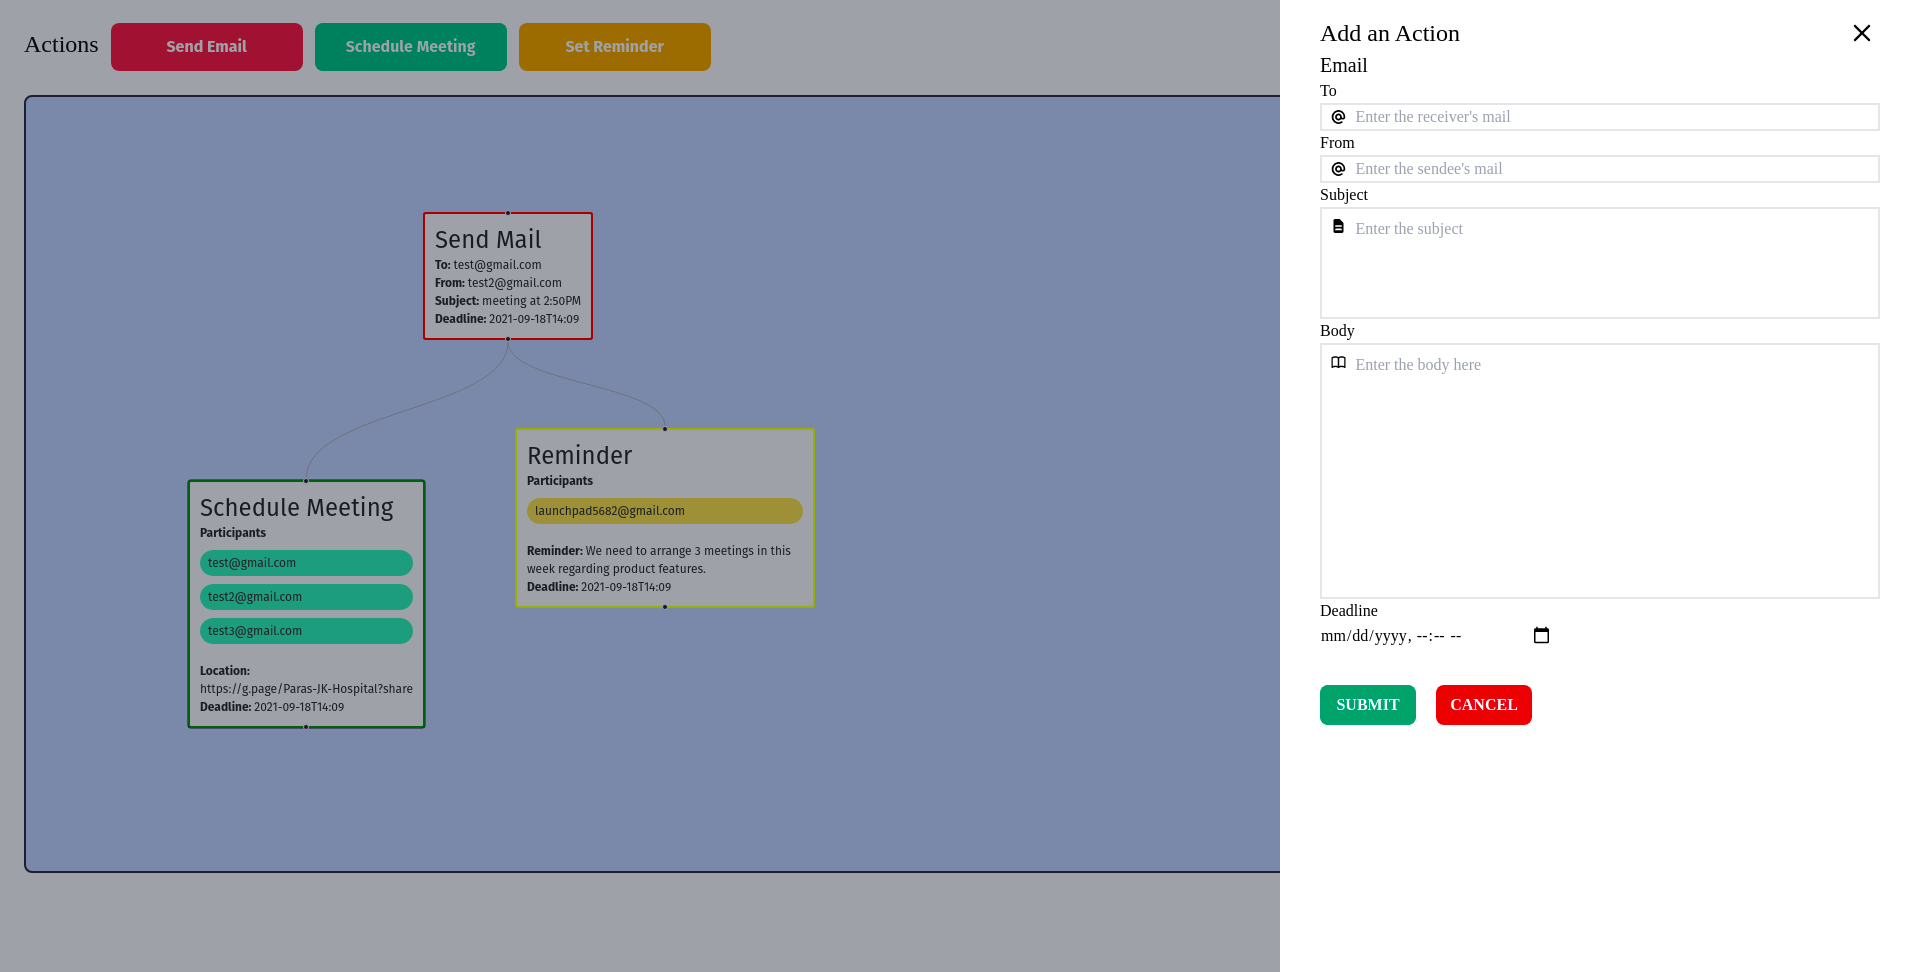 Actions
Send Email
Schedule Meeting
Set Reminder
Send Mail
To: test@gmail.com
From: test2@gmail.com
Subject: meeting at 2:50PM
Deadline: 2021-09-18T14:09
Reminder
Participants
launchpad5682@gmail.com
Reminder: We need to arrange 3 meetings in this
week regarding product features.
Deadline: 2021-09-18T14:09
Schedule Meeting
Participants
test@gmail.com
test2@gmail.com
test3@gmail.com
Location:
https://g.page/Paras-JK-Hospital?share
Deadline: 2021-09-18T14:09
Add an Action
Email
To
Enter the receiver's mail
From
Enter the sendee's mail
Subject
Enter the subject
Body
Enter the body here
Deadline
mm/dd/yyyy, --:-- --
SUBMIT
CANCEL